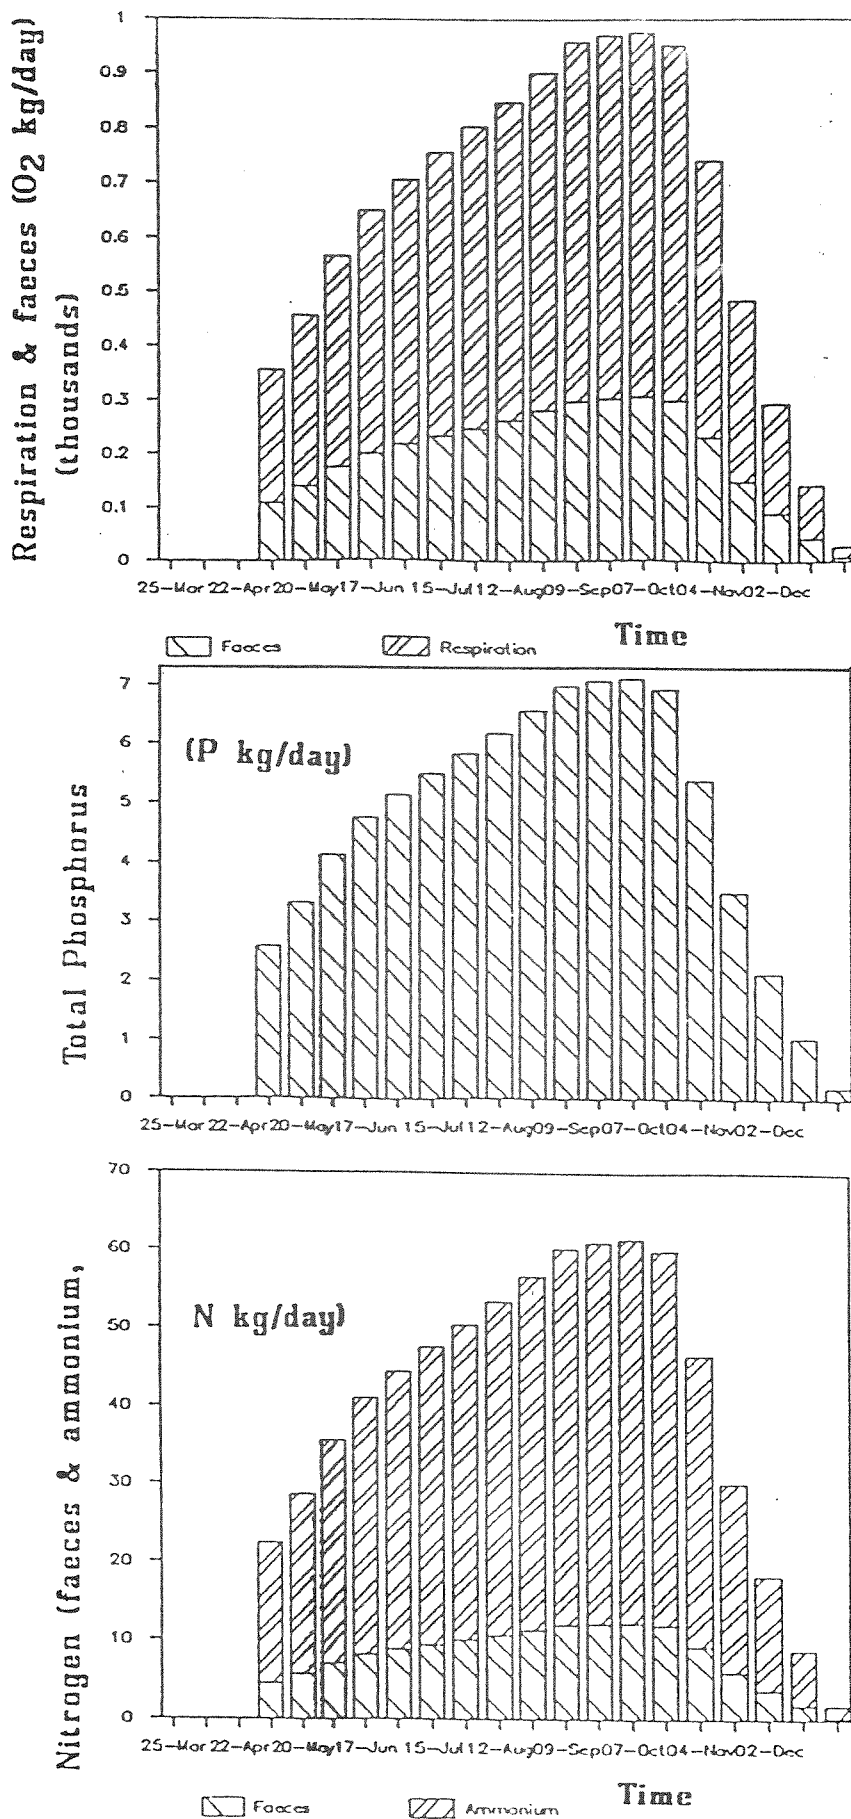 Respiration & faeces (O2 kg/day)
(thousands)
1
0.9
0.8
0.7
0.6
0.5
0.4
0.3
0.2
0.1
0
25-Mar 22-Apr 20-May 17-Jun 15-Jul 12-Aug 09-Sep 07-Oct 04-Nov 02-Dec
Time
Faeces Respiration
Total Phosphorus
(P kg/day)
7
6
5
4
3
2
1
0
25-Mar 22-Apr 20-May 17-Jun 15-Jul 12-Aug 09-Sep 07-Oct 04-Nov 02-Dec
Nitrogen (faeces & ammonium,
N kg/day)
70
60
50
40
30
20
10
0
25-Mar 22-Apr 20-May 17-Jun 15-Jul 12-Aug 09-Sep 07-Oct 04-Nov 02-Dec
Time
Faeces Ammonium